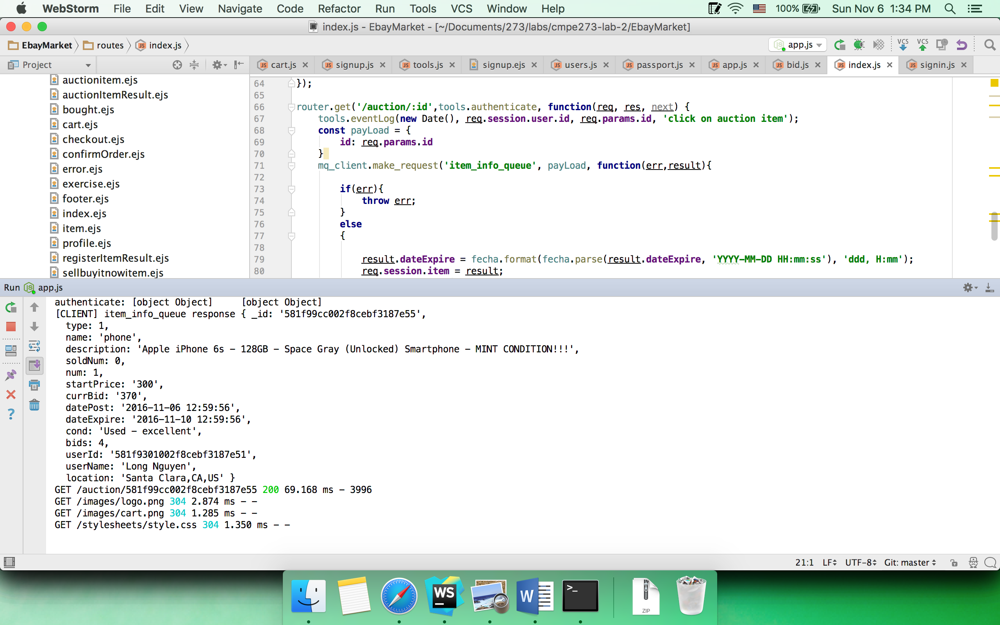 WebStorm File Edit View Navigate Code Refactor Run Tools VCS Window Help 100% Sun Nov 6 1:34 PM
index.js - EbayMarket - [~/Documents/273/labs/cmpe273-lab-2/EbayMarket]
EbayMarket routes JS index.js JS app.js VCS VCS
Project JS cart.js JS signup.js JS tools.js signup.ejs JS users.js JS passport.js JS app.js JS bid.js JS index.js JS signin.js
auctionitem.ejs
auctionItemResult.ejs
bought.ejs
cart.ejs
checkout.ejs
confirmOrder.ejs
error.ejs
exercise.ejs
footer.ejs
index.ejs
item.ejs
profile.ejs
registerItemResult.ejs
sellbuyitnowitem.ejs
64 });
65
66 router.get('/auction/:id',tools.authenticate, function(req, res, next) {
67 tools.eventLog(new Date(), req.session.user.id, req.params.id, 'click on auction item');
68 const payLoad = {
69 id: req.params.id
70 }
71 mq_client.make_request('item_info_queue', payLoad, function(err,result){
72
73 if(err){
74 throw err;
75 }
76 else
77 {
78
79 result.dateExpire = fecha.format(fecha.parse(result.dateExpire, 'YYYY-MM-DD HH:mm:ss'), 'ddd, H:mm');
80 req.session.item = result;
Run JS app.js
authenticate: [object Object] [object Object]
[CLIENT] item_info_queue response { _id: '581f99cc002f8cebf3187e55',
type: 1,
name: 'phone',
description: 'Apple iPhone 6s - 128GB - Space Gray (Unlocked) Smartphone - MINT CONDITION!!!',
soldNum: 0,
num: 1,
startPrice: '300',
currBid: '370',
datePost: '2016-11-06 12:59:56',
dateExpire: '2016-11-10 12:59:56',
cond: 'Used - excellent',
bids: 4,
userId: '581f9301002f8cebf3187e51',
userName: 'Long Nguyen',
location: 'Santa Clara,CA,US' }
GET /auction/581f99cc002f8cebf3187e55 200 69.168 ms - 3996
GET /images/logo.png 304 2.874 ms - -
GET /images/cart.png 304 1.285 ms - -
GET /stylesheets/style.css 304 1.350 ms - -
21:1 LF UTF-8 Git: master
WS W >_ ZIP